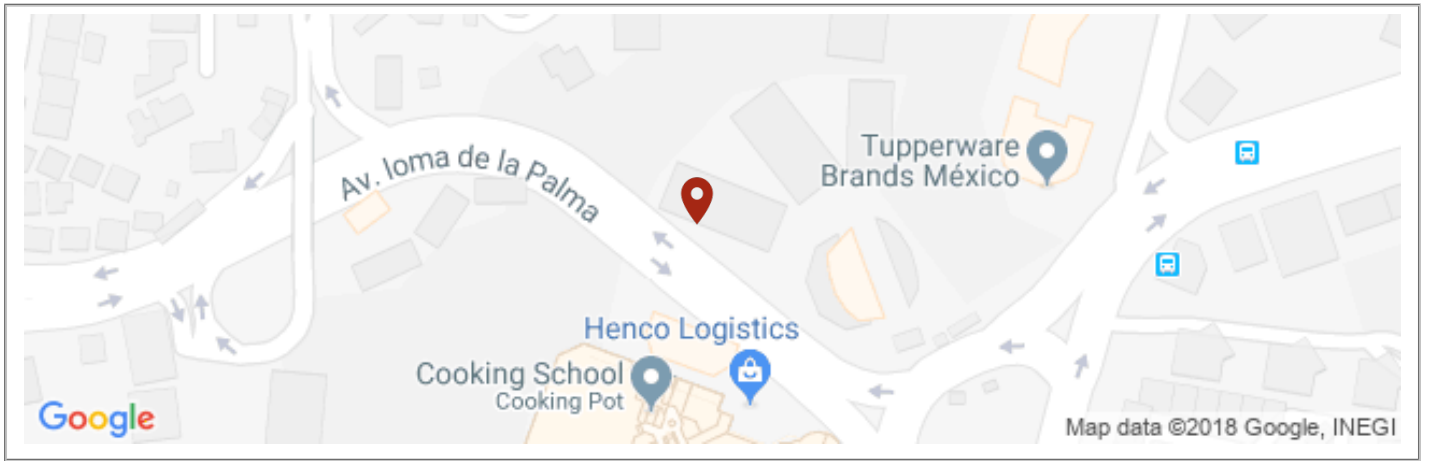 Tupperware
Brands México
Av. loma de la Palma
Henco Logistics
Cooking School
Cooking Pot
Google
Map data ©2018 Google, INEGI